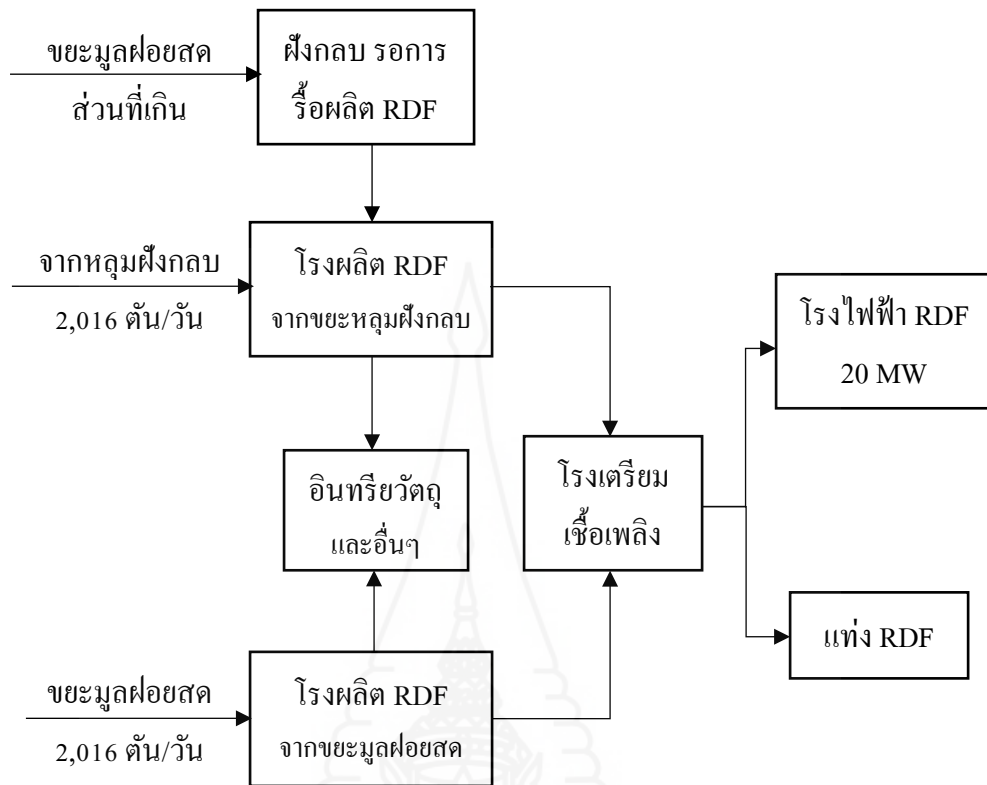 ขยะมูลฝอยสด
ส่วนที่เกิน
ฝังกลบ รอการ
รื้อผลิต RDF
จากหลุมฝังกลบ
2,016 ตัน/วัน
โรงผลิต RDF
จากขยะหลุมฝังกลบ
โรงไฟฟ้า RDF
20 MW
อินทรียวัตถุ
และอื่นๆ
โรงเตรียม
เชื้อเพลิง
แท่ง RDF
ขยะมูลฝอยสด
2,016 ตัน/วัน
โรงผลิต RDF
จากขยะมูลฝอยสด